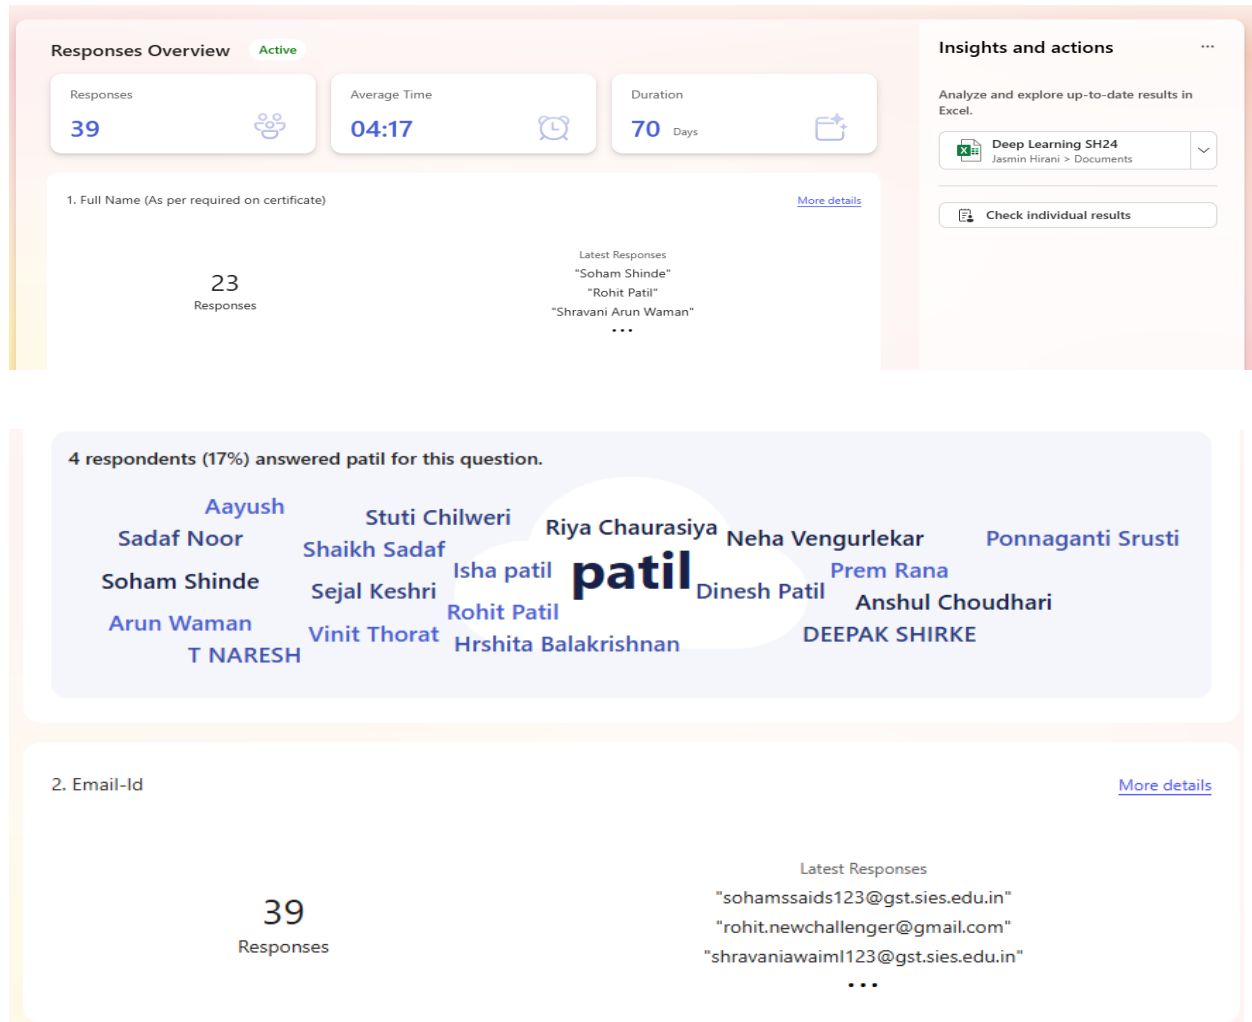 Responses Overview Active
Responses
39
Average Time
04:17
Duration
70 Days
1. Full Name (As per required on certificate)
More details
23
Responses
Latest Responses
"Soham Shinde"
"Rohit Patil"
"Shravani Arun Waman"
...
Insights and actions
...
Analyze and explore up-to-date results in
Excel.
Deep Learning SH24
Jasmin Hirani > Documents
Check individual results
4 respondents (17%) answered patil for this question.
Aayush
Stuti Chilweri
Riya Chaurasiya
Sadaf Noor
Neha Vengurlekar
Ponnaganti Srusti
Shaikh Sadaf
Isha patil
patil
Prem Rana
Soham Shinde
Sejal Keshri
Dinesh Patil
Anshul Choudhari
Rohit Patil
Arun Waman
Vinit Thorat
DEEPAK SHIRKE
Hrshita Balakrishnan
T NARESH
2. Email-Id
More details
39
Responses
Latest Responses
"sohamssaids123@gst.sies.edu.in"
"rohit.newchallenger@gmail.com"
"shravaniawaiml123@gst.sies.edu.in"
...